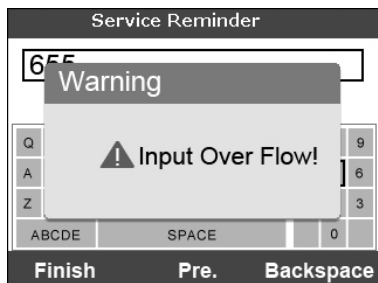 Service Reminder
655
Warning
Input Over Flow!
Q 9
A 6
Z 3
ABCDE SPACE 0
Finish Pre. Backspace